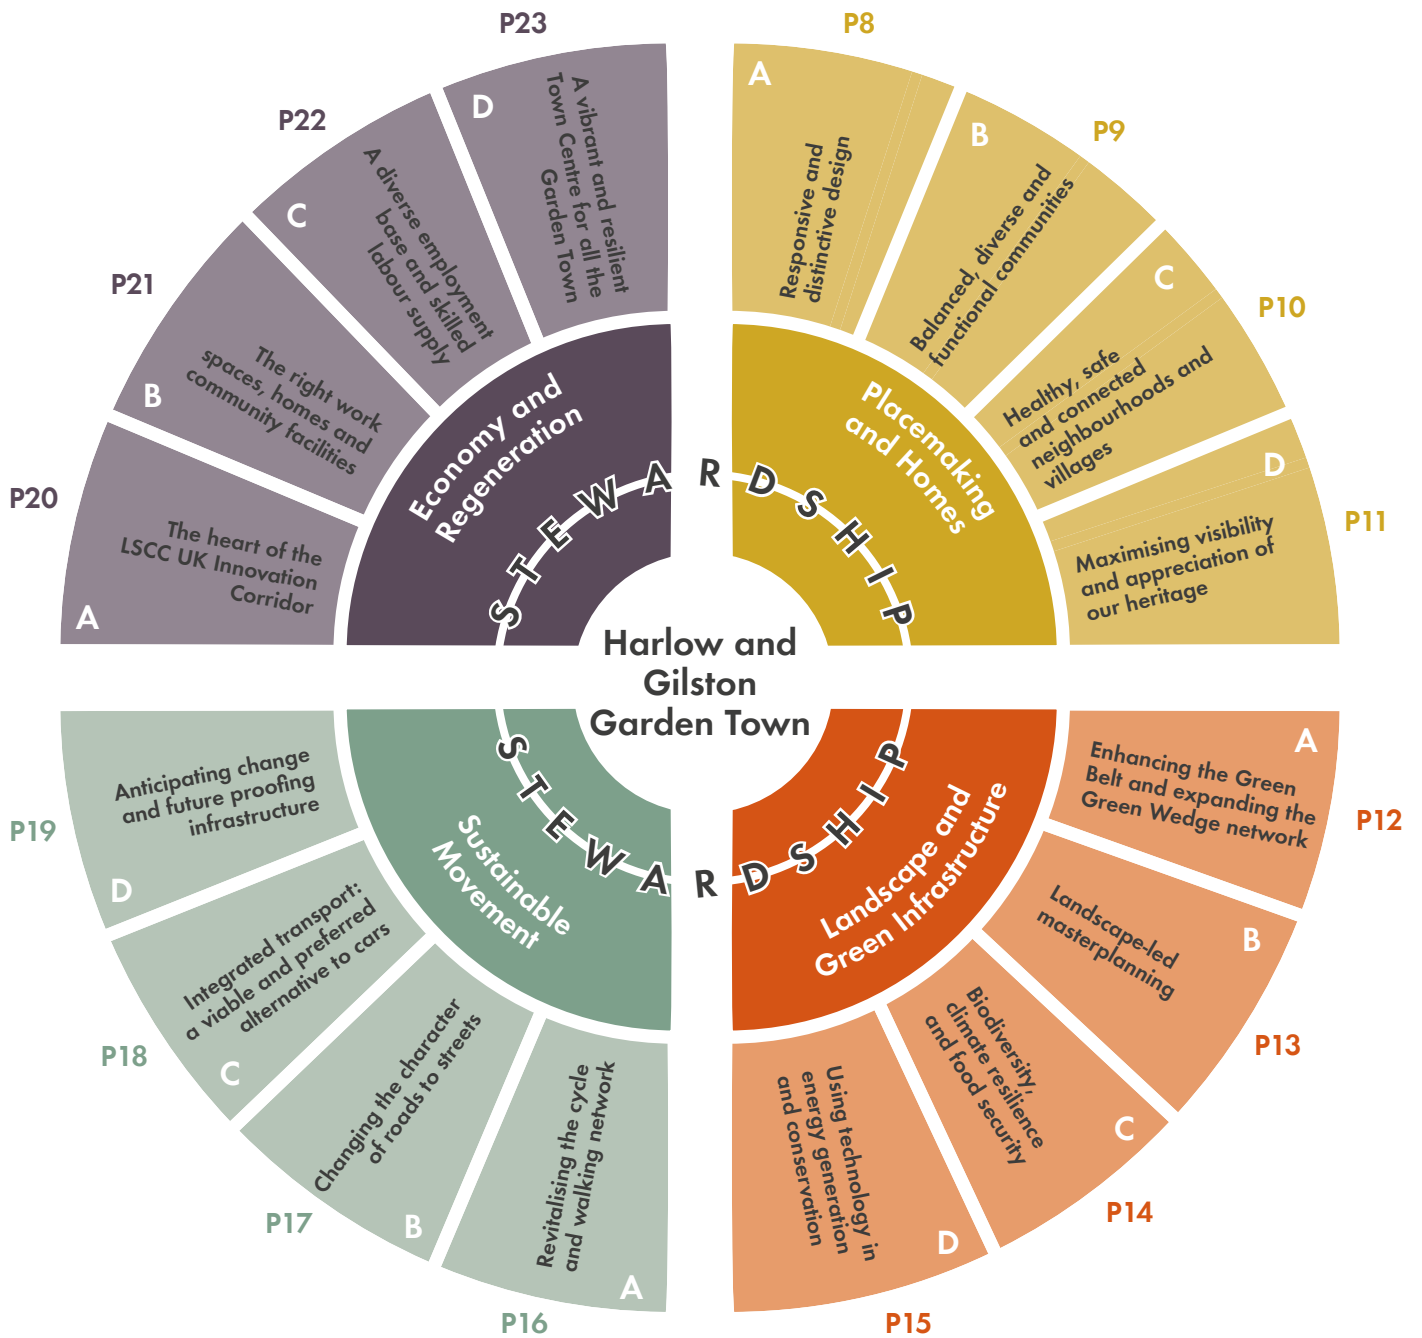 P8
A
Responsive and
distinctive design
P9
B
Balanced, diverse and
functional communities
P10
C
Healthy, safe
and connected
neighbourhoods and
villages
P11
D
Maximising visibility
and appreciation of
our heritage
Placemaking
and Homes
P12
A
Enhancing the Green
Belt and expanding the
Green Wedge network
P13
B
Landscape-led
masterplanning
P14
C
Biodiversity,
climate resilience
and food security
P15
D
Using technology in
energy generation
and conservation
Landscape and
Green Infrastructure
P16
A
Revitalising the cycle
and walking network
P17
B
Changing the character
of roads to streets
P18
C
Integrated transport:
a viable and preferred
alternative to cars
P19
D
Anticipating change
and future proofing
infrastructure
Sustainable
Movement
P20
A
The heart of the
LSCC UK Innovation
Corridor
P21
B
The right work
spaces, homes and
community facilities
P22
C
A diverse employment
base and skilled
labour supply
P23
D
A vibrant and resilient
Town Centre for all the
Garden Town
Economy and
Regeneration
STEWARDSHIP
Harlow and
Gilston
Garden Town
STEWARDSHIP